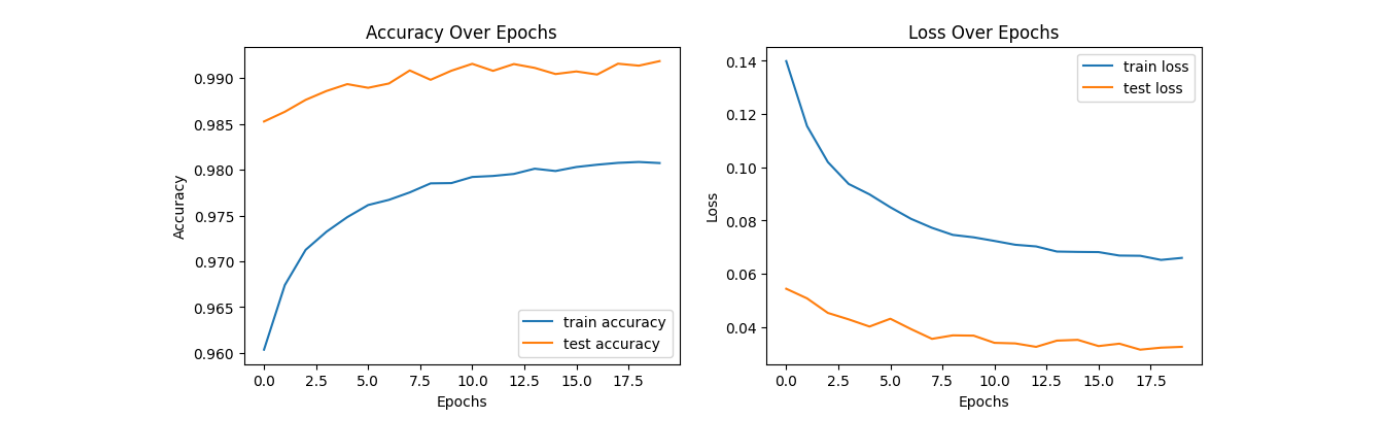 Accuracy Over Epochs
0.990
0.985
0.980
0.975
0.970
0.965
0.960
Accuracy
train accuracy
test accuracy
0.0 2.5 5.0 7.5 10.0 12.5 15.0 17.5
Epochs
Loss Over Epochs
0.14
0.12
0.10
0.08
0.06
0.04
Loss
train loss
test loss
0.0 2.5 5.0 7.5 10.0 12.5 15.0 17.5
Epochs